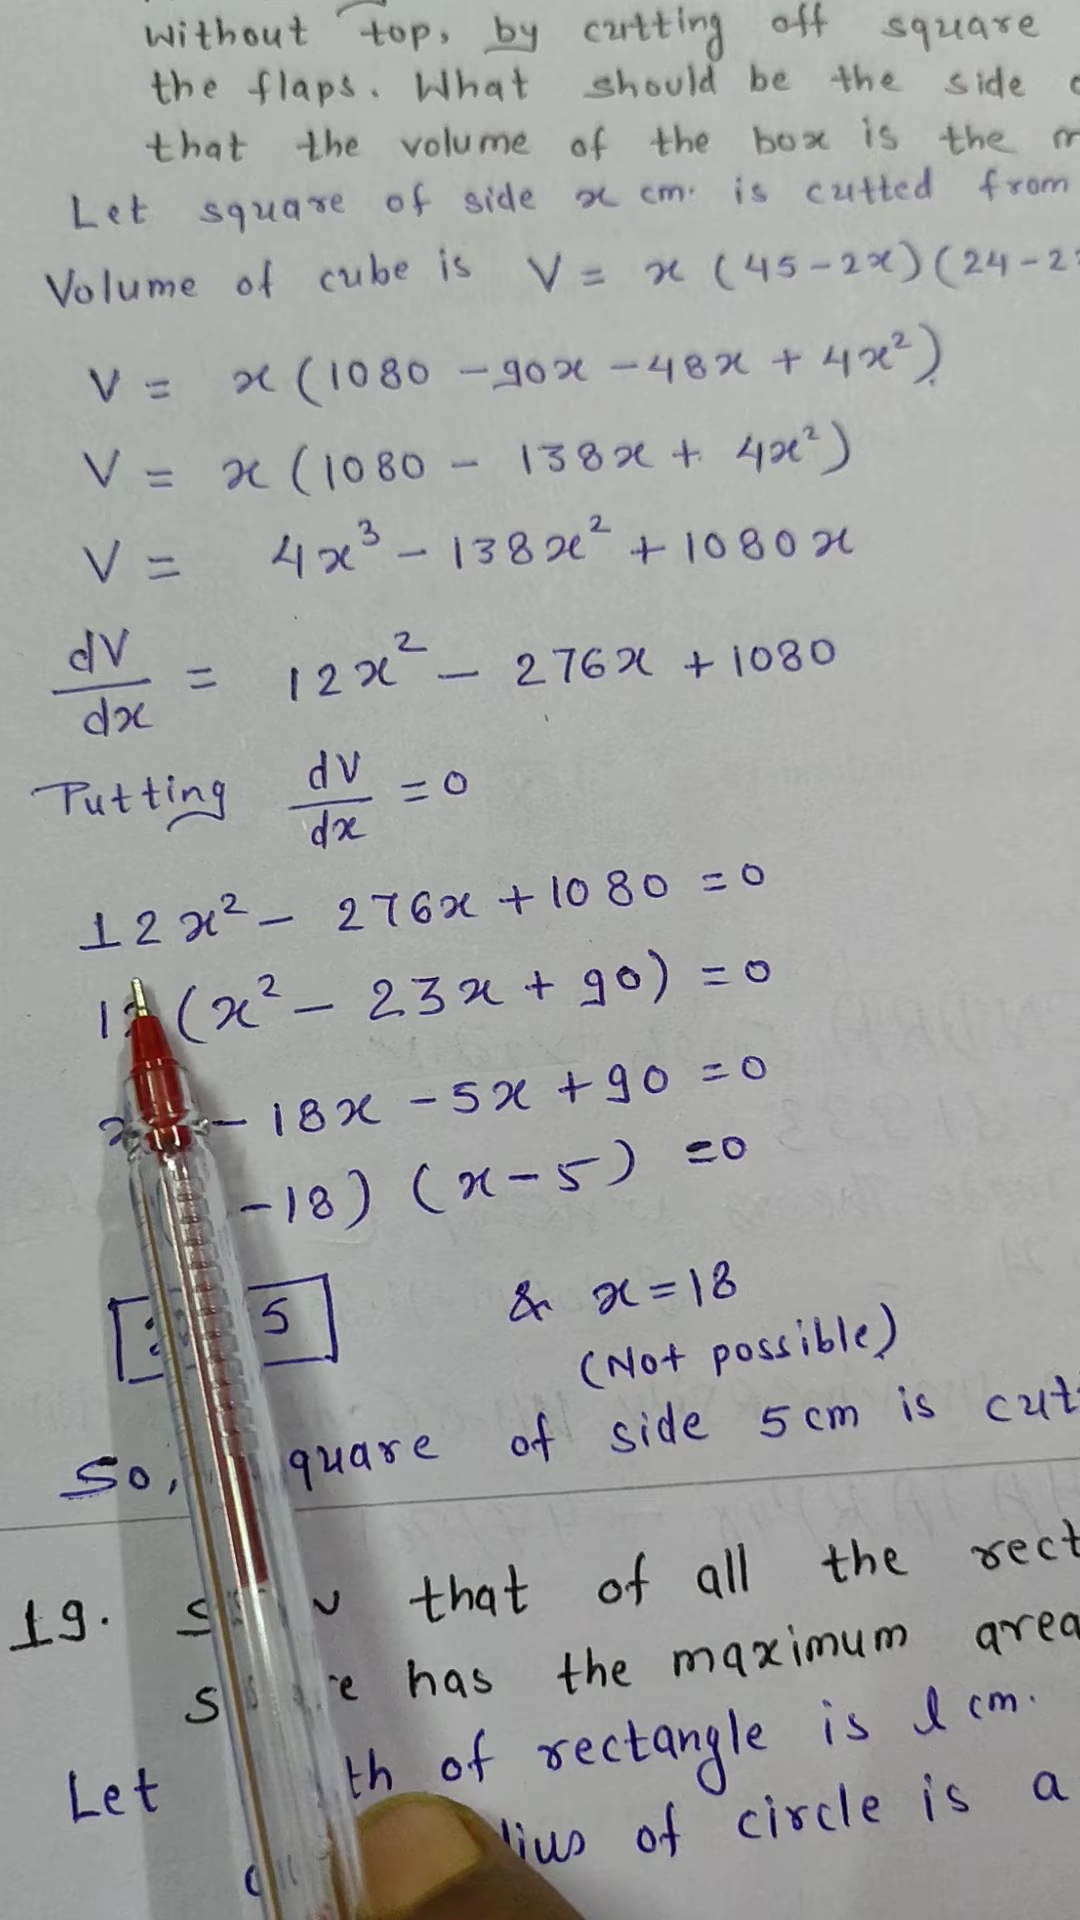 without top, by cutting off square
the flaps. What should be the side
that the volume of the box is the
Let square of side x cm. is cutted from
Volume of cube is V = x (45-2x) (24-2
V = x (1080 - 90x - 48x + 4x²)
V = x (1080 - 138x + 4x²)
V = 4x³ - 138x² + 1080x
dV/dx = 12x² - 276x + 1080
Putting dV/dx = 0
12x² - 276x + 1080 = 0
(x² - 23x + 90) = 0
- 18x - 5x + 90 = 0
-18) (x-5) = 0
5 & x = 18
(Not possible)
So, quare of side 5 cm is cut
19. that of all the rect
has the maximum area
Let th of rectangle is l cm.
dius of circle is a